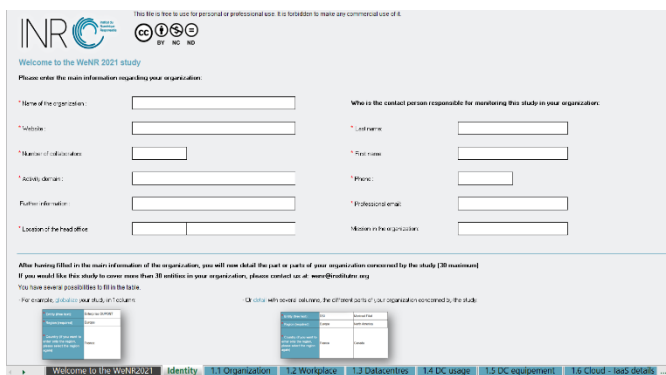 This file is free to use for personal or professional use. It is forbidden to make any commercial use of it.
INR
cc
BY NC ND
Welcome to the WeNR 2021 study
Please enter the main information regarding your organization:
* Name of the organization :
Who is the contact person responsible for monitoring this study in your organization:
* Website :
* Last name:
* Number of collaborators
* First name:
* Activity domain :
* Phone :
Further information :
* Professional email:
* Location of the head office
Mission in the organization:
After having filled in the main information of the organization, you will now detail the part or parts of your organization concerned by the study (30 maximum)
If you would like this study to cover more than 30 entities in your organization, please contact us at: wenr@institutnr.org
You have several possibilities to fill in the table.
- For example, globalize your study in 1 column:
- Or detail with several columns, the different parts of your organization concerned by the study.
Europe
France
Europe
North America
France
Canada
Welcome to the WeNR2021
Identity
1.1 Organization
1.2 Workplace
1.3 Datacentres
1.4 DC usage
1.5 DC equipement
1.6 Cloud – IaaS details
...